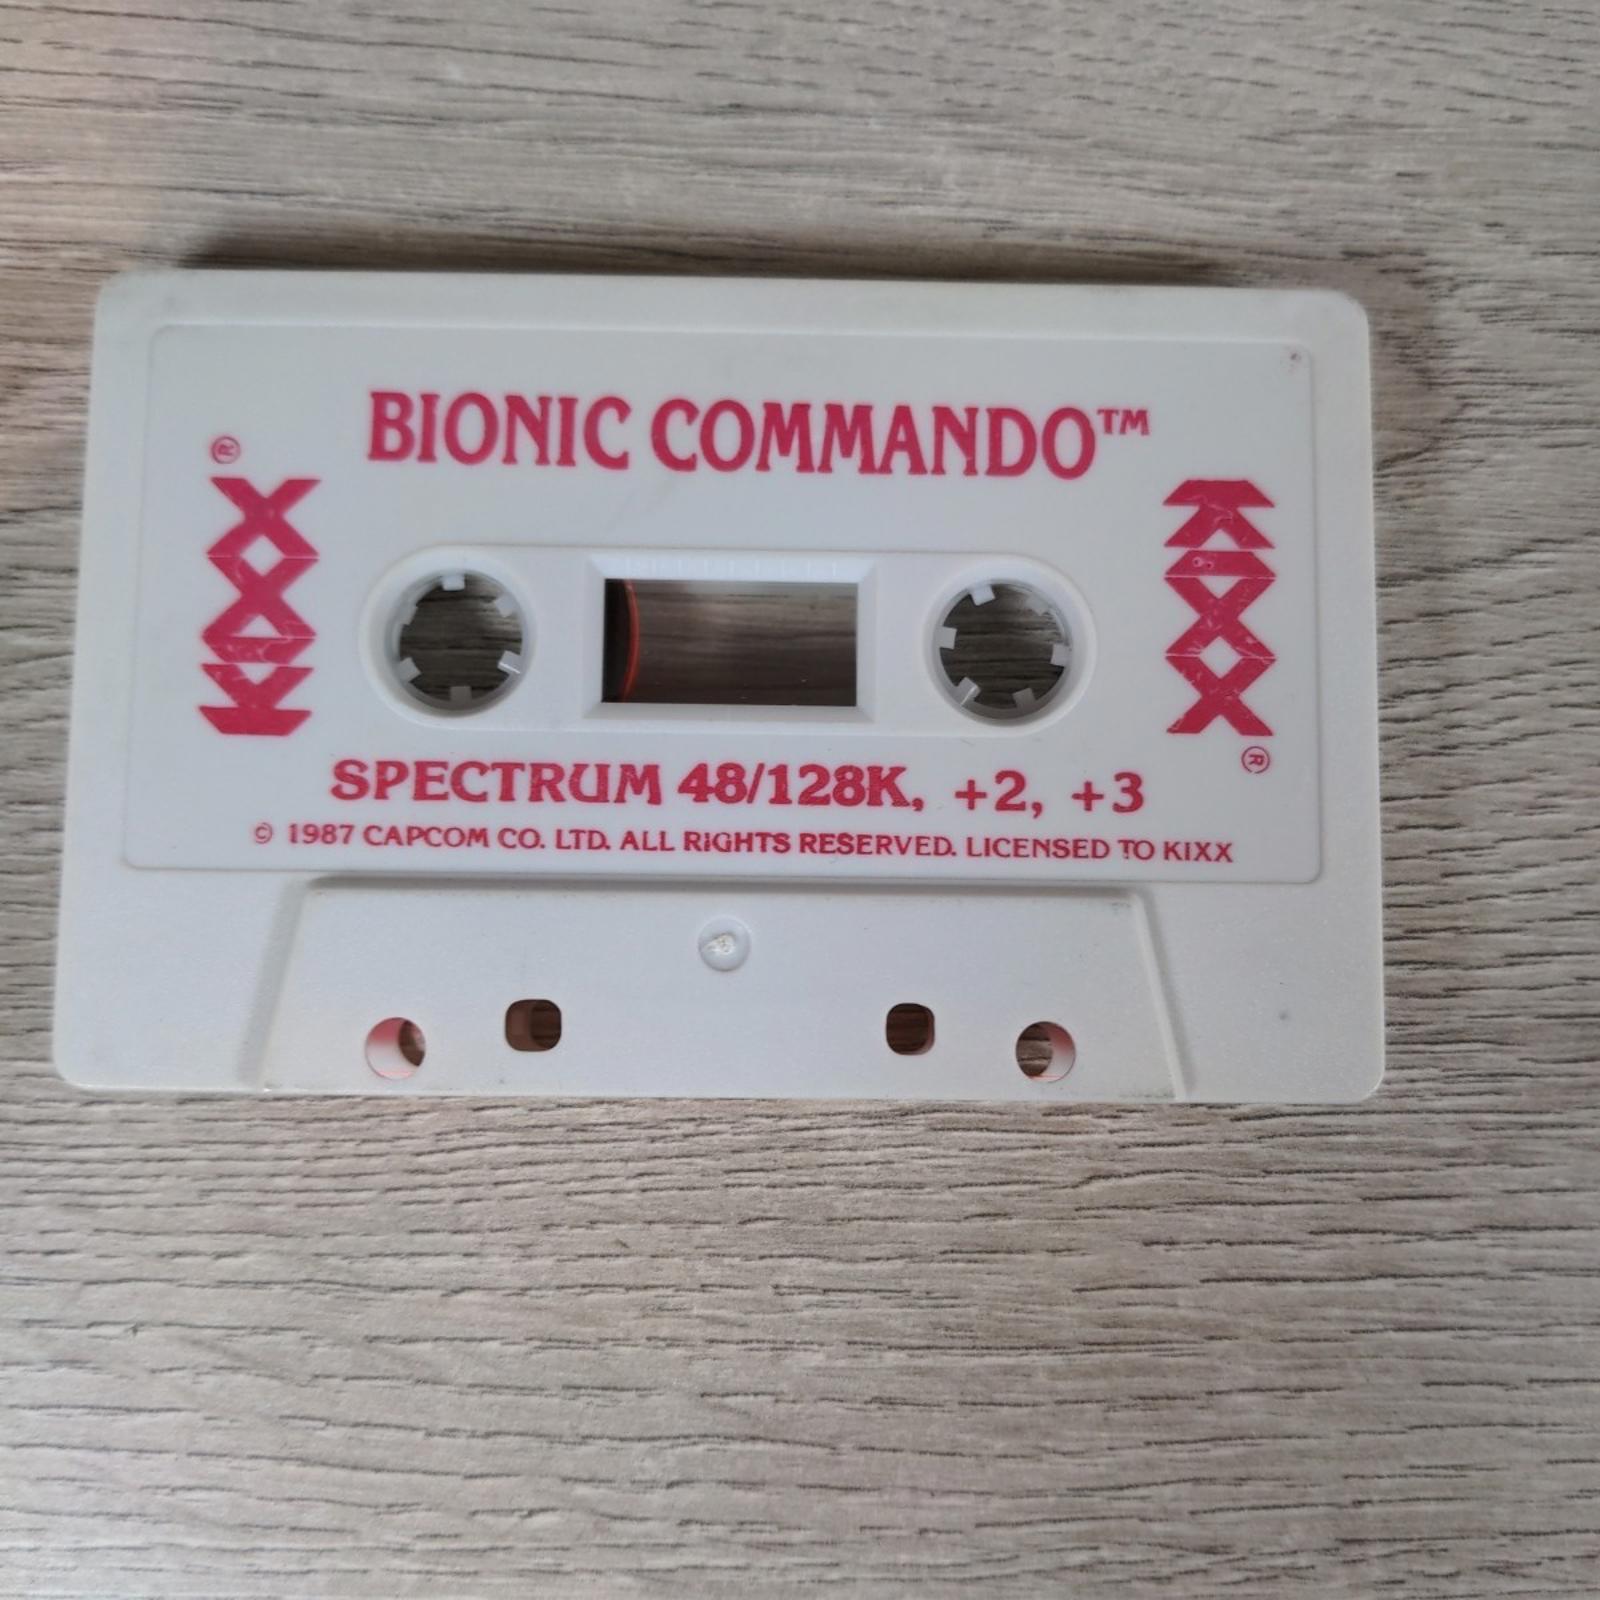 BIONIC COMMANDO™
KIXX®
KIXX®
SPECTRUM 48/128K, +2, +3
© 1987 CAPCOM CO. LTD. ALL RIGHTS RESERVED. LICENSED TO KIXX